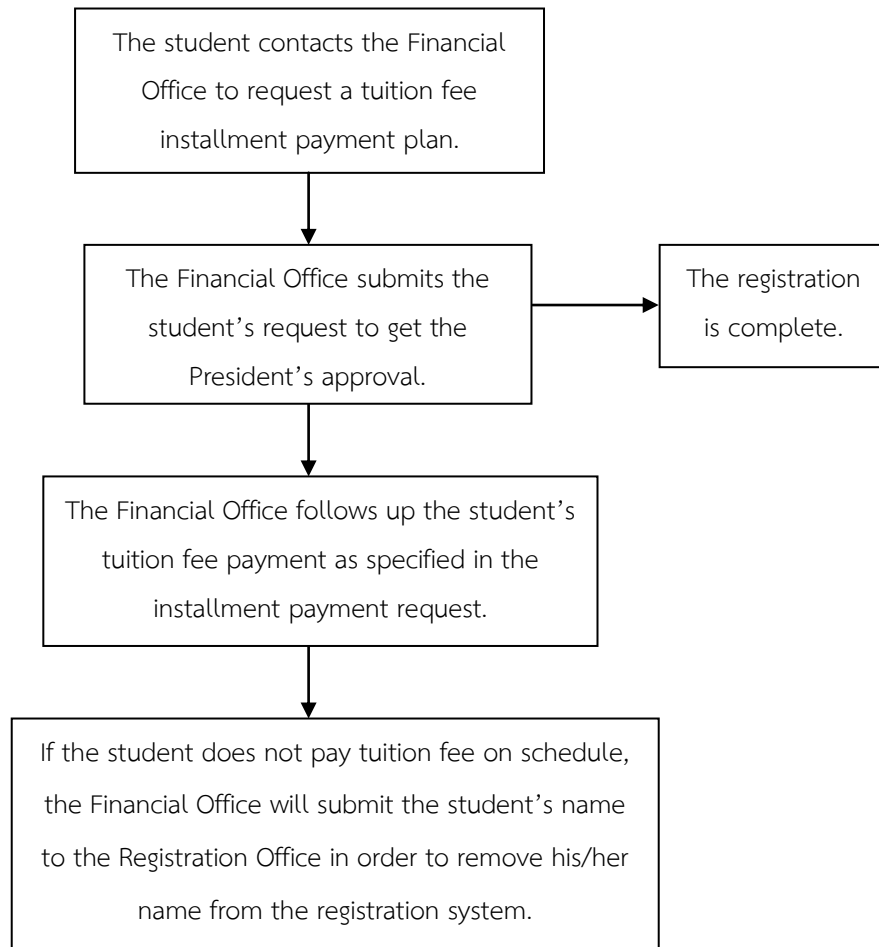 The student contacts the Financial
Office to request a tuition fee
installment payment plan.
The Financial Office submits the
student’s request to get the
President’s approval.
The registration
is complete.
The Financial Office follows up the student’s
tuition fee payment as specified in the
installment payment request.
If the student does not pay tuition fee on schedule,
the Financial Office will submit the student’s name
to the Registration Office in order to remove his/her
name from the registration system.